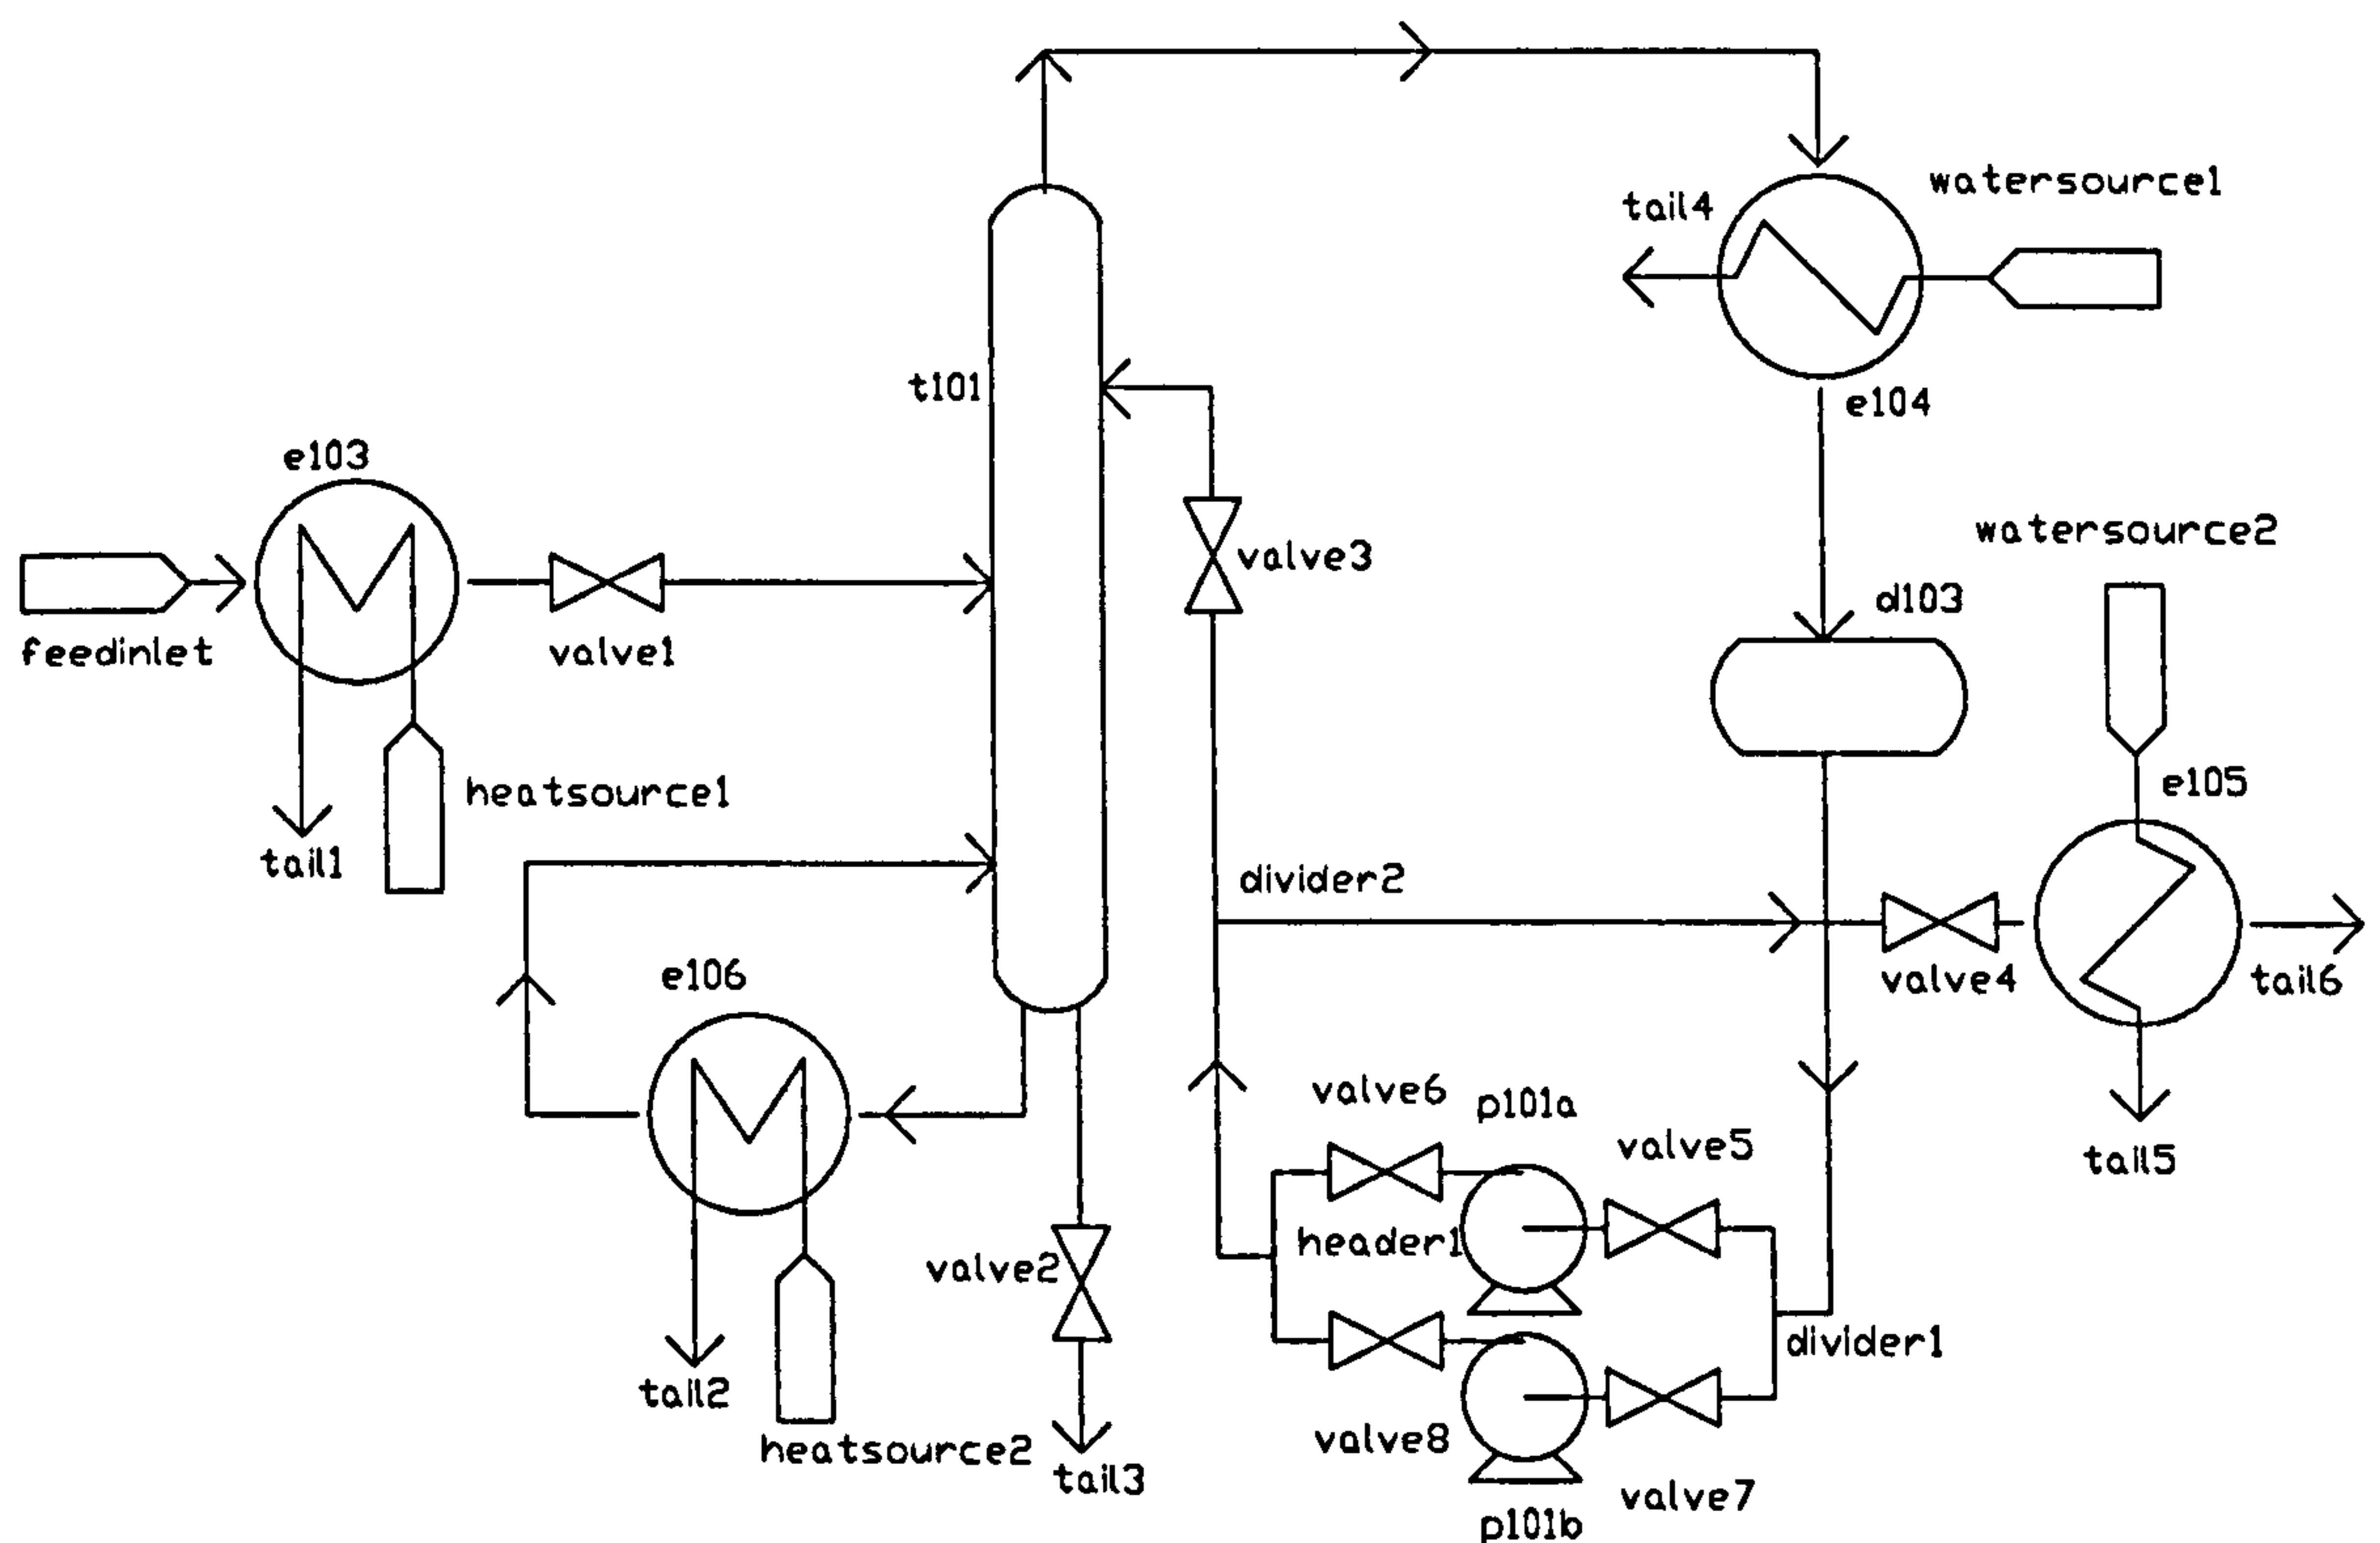 watersource1
tail4
t101
e104
e103
watersource2
valve3
d103
feedinlet
valve1
e105
heatsource1
tail1
divider2
e106
valve4
tail6
valve6
p101a
valve5
tail5
header1
valve2
divider1
tail2
valve8
heatsource2
tail3
valve7
p101b